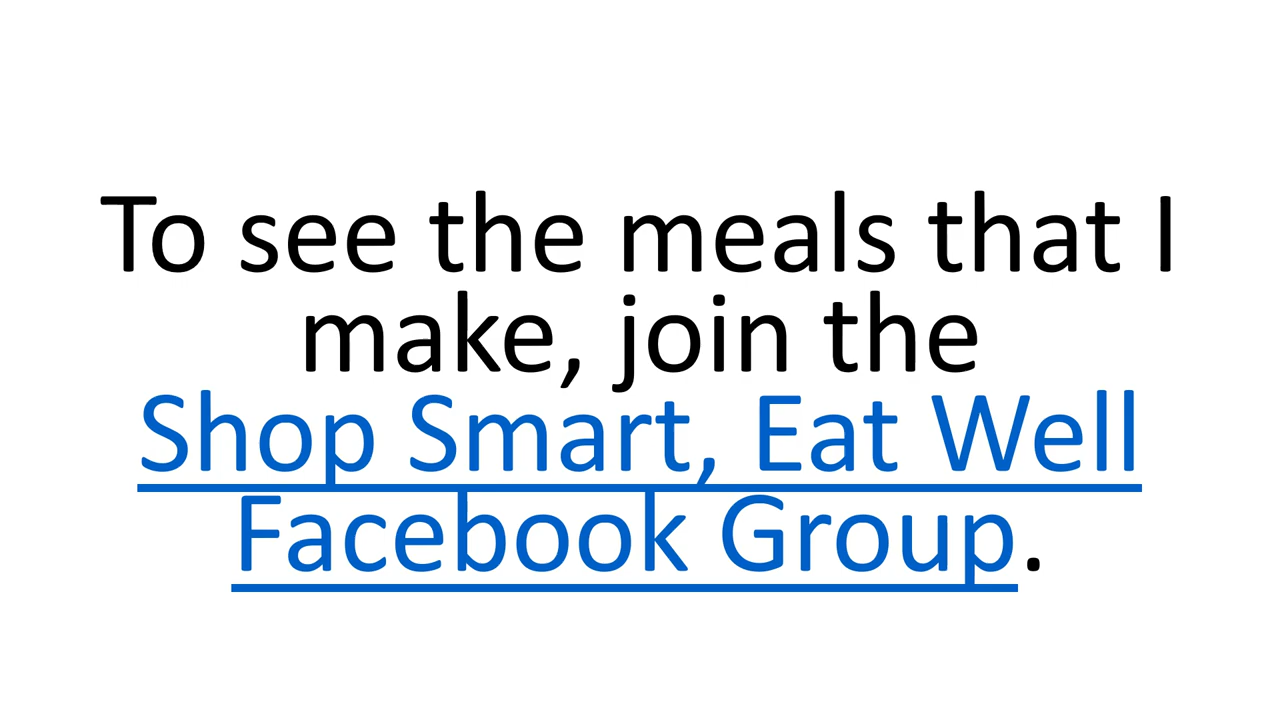 To see the meals that I
make, join the
Shop Smart, Eat Well
Facebook Group.